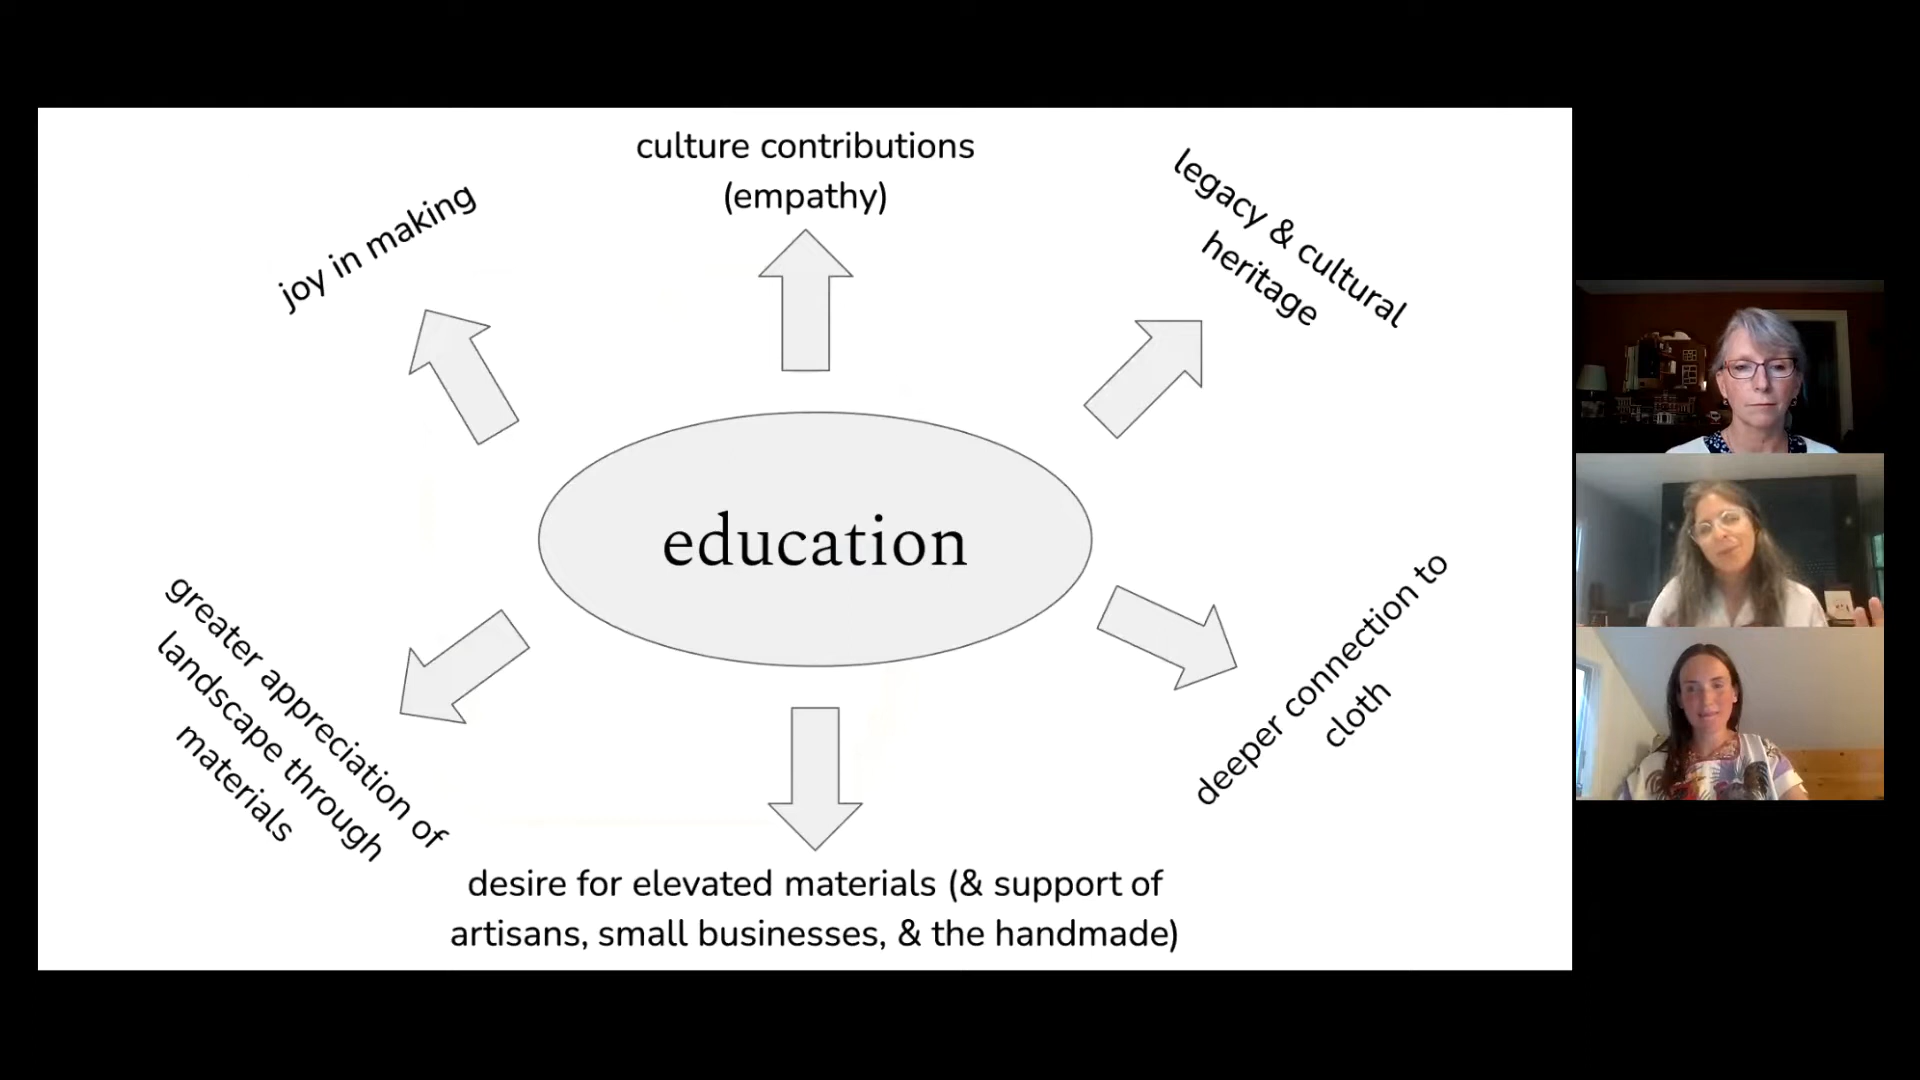 culture contributions
(empathy)
joy in making
legacy & cultural
heritage
education
greater appreciation of
landscape through
materials
deeper connection to
cloth
desire for elevated materials (& support of
artisans, small businesses, & the handmade)